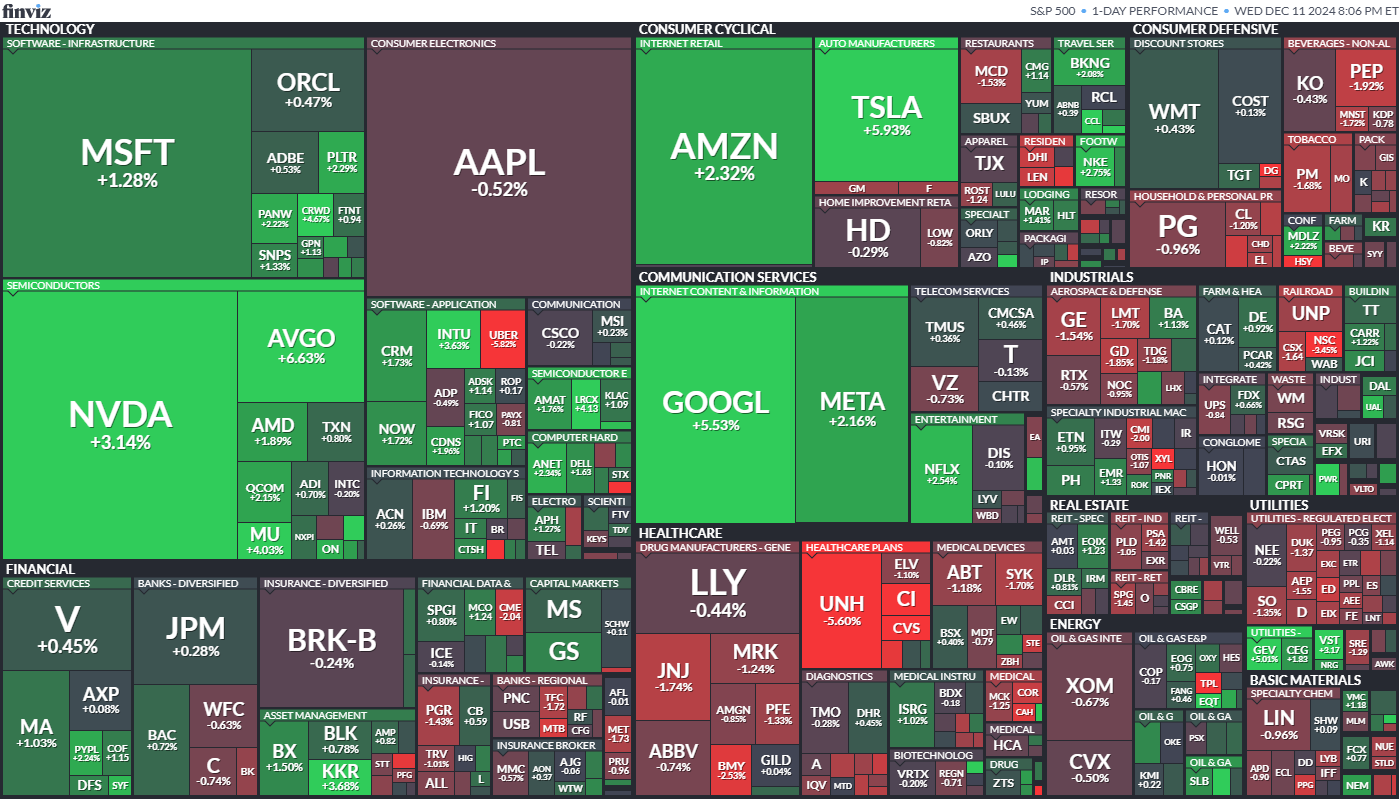 finviz
S&P 500 • 1-DAY PERFORMANCE • WED DEC 11 2024 8:06 PM ET
TECHNOLOGY
SOFTWARE - INFRASTRUCTURE
MSFT
+1.28%
ORCL
+0.47%
ADBE
+0.53%
PLTR
+2.29%
PANW
+2.22%
CRWD
+4.67%
FTNT
+0.94
SNPS
+1.33%
GPN
+1.13
CONSUMER ELECTRONICS
AAPL
-0.52%
SEMICONDUCTORS
NVDA
+3.14%
AVGO
+6.63%
AMD
+1.89%
TXN
+0.80%
QCOM
+2.15%
ADI
+0.70%
INTC
-0.20%
MU
+4.03%
NXPI
ON
SOFTWARE - APPLICATION
CRM
+1.73%
INTU
+3.63%
UBER
-5.82%
NOW
+1.72%
ADP
-0.49%
ADSK
+1.14
ROP
+0.17
FICO
+1.07
PAYX
-0.81
CDNS
+1.96%
PTC
COMMUNICATION
CSCO
-0.22%
MSI
+0.23%
SEMICONDUCTOR E
AMAT
+1.76%
LRCX
+4.13
KLAC
+1.09
COMPUTER HARD
ANET
+2.34%
DELL
+1.63
STX
INFORMATION TECHNOLOGY S
ACN
+0.26%
IBM
-0.69%
FI
+1.20%
FIS
IT
BR
CTSH
ELECTRO
APH
+1.27%
TEL
SCIENTI
FTV
TDY
KEYS
CONSUMER CYCLICAL
INTERNET RETAIL
AMZN
+2.32%
AUTO MANUFACTURERS
TSLA
+5.93%
GM
F
HOME IMPROVEMENT RETA
HD
-0.29%
LOW
-0.82%
RESTAURANTS
MCD
-1.53%
CMG
+1.14
SBUX
YUM
TRAVEL SER
BKNG
+2.08%
ABNB
+0.39
RCL
CCL
APPAREL
TJX
ROST
-1.24
LULU
RESIDEN
DHI
LEN
FOOTW
NKE
+2.75%
LODGING
MAR
+1.41%
HLT
RESOR
SPECIALT
ORLY
AZO
PACKAGI
IP
CONSUMER DEFENSIVE
DISCOUNT STORES
WMT
+0.43%
COST
+0.13%
TGT
DG
BEVERAGES - NON-AL
KO
-0.43%
PEP
-1.92%
MNST
-1.72%
KDP
-0.78
HOUSEHOLD & PERSONAL PR
PG
-0.96%
CL
-1.20%
CHD
EL
TOBACCO
PM
-1.68%
MO
PACK
GIS
K
CONF
MDLZ
+2.22%
HSY
FARM
KR
BEVE
SYY
COMMUNICATION SERVICES
INTERNET CONTENT & INFORMATION
GOOGL
+5.53%
META
+2.16%
TELECOM SERVICES
TMUS
+0.36%
CMCSA
+0.46%
VZ
-0.73%
T
-0.13%
CHTR
ENTERTAINMENT
NFLX
+2.54%
DIS
-0.10%
LYV
WBD
EA
INDUSTRIALS
AEROSPACE & DEFENSE
GE
-1.54%
LMT
-1.70%
BA
+1.13%
RTX
-0.57%
GD
-1.85%
TDG
-1.18%
NOC
-0.95%
LHX
FARM & HEA
CAT
+0.12%
DE
+0.92%
PCAR
+0.42%
RAILROAD
UNP
CSX
-1.64
NSC
-3.45%
WAB
BUILDIN
TT
CARR
+1.22%
JCI
SPECIALTY INDUSTRIAL MAC
ETN
+0.95%
ITW
-0.29
CMI
-2.00
IR
PH
EMR
+1.33
OTIS
-1.07
XYL
ROK
PNR
IEX
INTEGRATE
UPS
-0.84
FDX
+0.66%
WASTE
WM
RSG
INDUST
DAL
UAL
CONGLOME
HON
-0.01%
SPECIA
CTAS
CPRT
VRSK
EFX
URI
PWR
VLTO
FINANCIAL
CREDIT SERVICES
V
+0.45%
MA
+1.03%
AXP
+0.08%
PYPL
+2.24%
COF
+1.15
DFS
SYF
BANKS - DIVERSIFIED
JPM
+0.28%
BAC
+0.72%
WFC
-0.63%
C
-0.74%
BK
INSURANCE - DIVERSIFIED
BRK-B
-0.24%
ASSET MANAGEMENT
BX
+1.50%
BLK
+0.78%
KKR
+3.68%
AMP
+0.82
STT
PFG
FINANCIAL DATA &
SPGI
+0.80%
MCO
+1.24
CME
-2.04
ICE
-0.14%
CAPITAL MARKETS
MS
GS
SCHW
+0.11
INSURANCE -
PGR
-1.43%
CB
+0.59
TRV
-1.01%
HIG
ALL
L
BANKS - REGIONAL
PNC
TFC
-1.72
USB
MTB
RF
CFG
AFL
-0.01
MET
-1.73
PRU
-0.96
INSURANCE BROKER
MMC
-0.57%
AON
+0.37
AJG
-0.06
WTW
HEALTHCARE
DRUG MANUFACTURERS - GENE
LLY
-0.44%
JNJ
-1.74%
MRK
-1.24%
ABBV
-0.74%
AMGN
-0.85%
PFE
-1.33%
BMY
-2.53%
GILD
+0.04%
HEALTHCARE PLANS
UNH
-5.60%
ELV
-1.10%
CI
CVS
MEDICAL DEVICES
ABT
-1.18%
SYK
-1.70%
BSX
+0.40%
MDT
-0.79
EW
STE
ZBH
DIAGNOSTICS
TMO
-0.28%
DHR
+0.45%
A
IQV
MTD
MEDICAL INSTRU
ISRG
+1.02%
BDX
-0.18
BIOTECHNOLOG
VRTX
-0.20%
REGN
-0.71
MEDICAL
MCK
-1.25
COR
CAH
MEDICAL
HCA
DRUG
ZTS
REAL ESTATE
REIT - SPEC
AMT
+0.03
EQIX
+1.23
DLR
+0.81%
IRM
CCI
REIT - IND
PLD
-1.05
PSA
-1.42
EXR
REIT - RET
SPG
-1.45
O
REIT -
WELL
-0.53
VTR
CBRE
CSGP
UTILITIES
UTILITIES - REGULATED ELECT
NEE
-0.22%
DUK
-1.37
PEG
-0.95
PCG
-0.35
XEL
-1.14
EXC
ETR
SO
-1.35%
AEP
-1.55
ED
PPL
ES
AEE
D
EIX
FE
LNT
UTILITIES -
GEV
+5.01%
CEG
+1.83
VST
+3.17
NRG
SRE
-1.29
AWK
ENERGY
OIL & GAS INTE
XOM
-0.67%
CVX
-0.50%
OIL & GAS E&P
COP
-0.17
EOG
+0.75
OXY
HES
FANG
+0.46
TPL
EQT
OIL & G
OKE
KMI
+0.22
OIL & GA
PSX
OIL & GA
SLB
BASIC MATERIALS
SPECIALTY CHEM
LIN
-0.96%
SHW
+0.09
APD
-0.90
ECL
DD
LYB
PPG
IFF
VMC
+1.18
MLM
FCX
+0.77
NUE
STLD
NEM